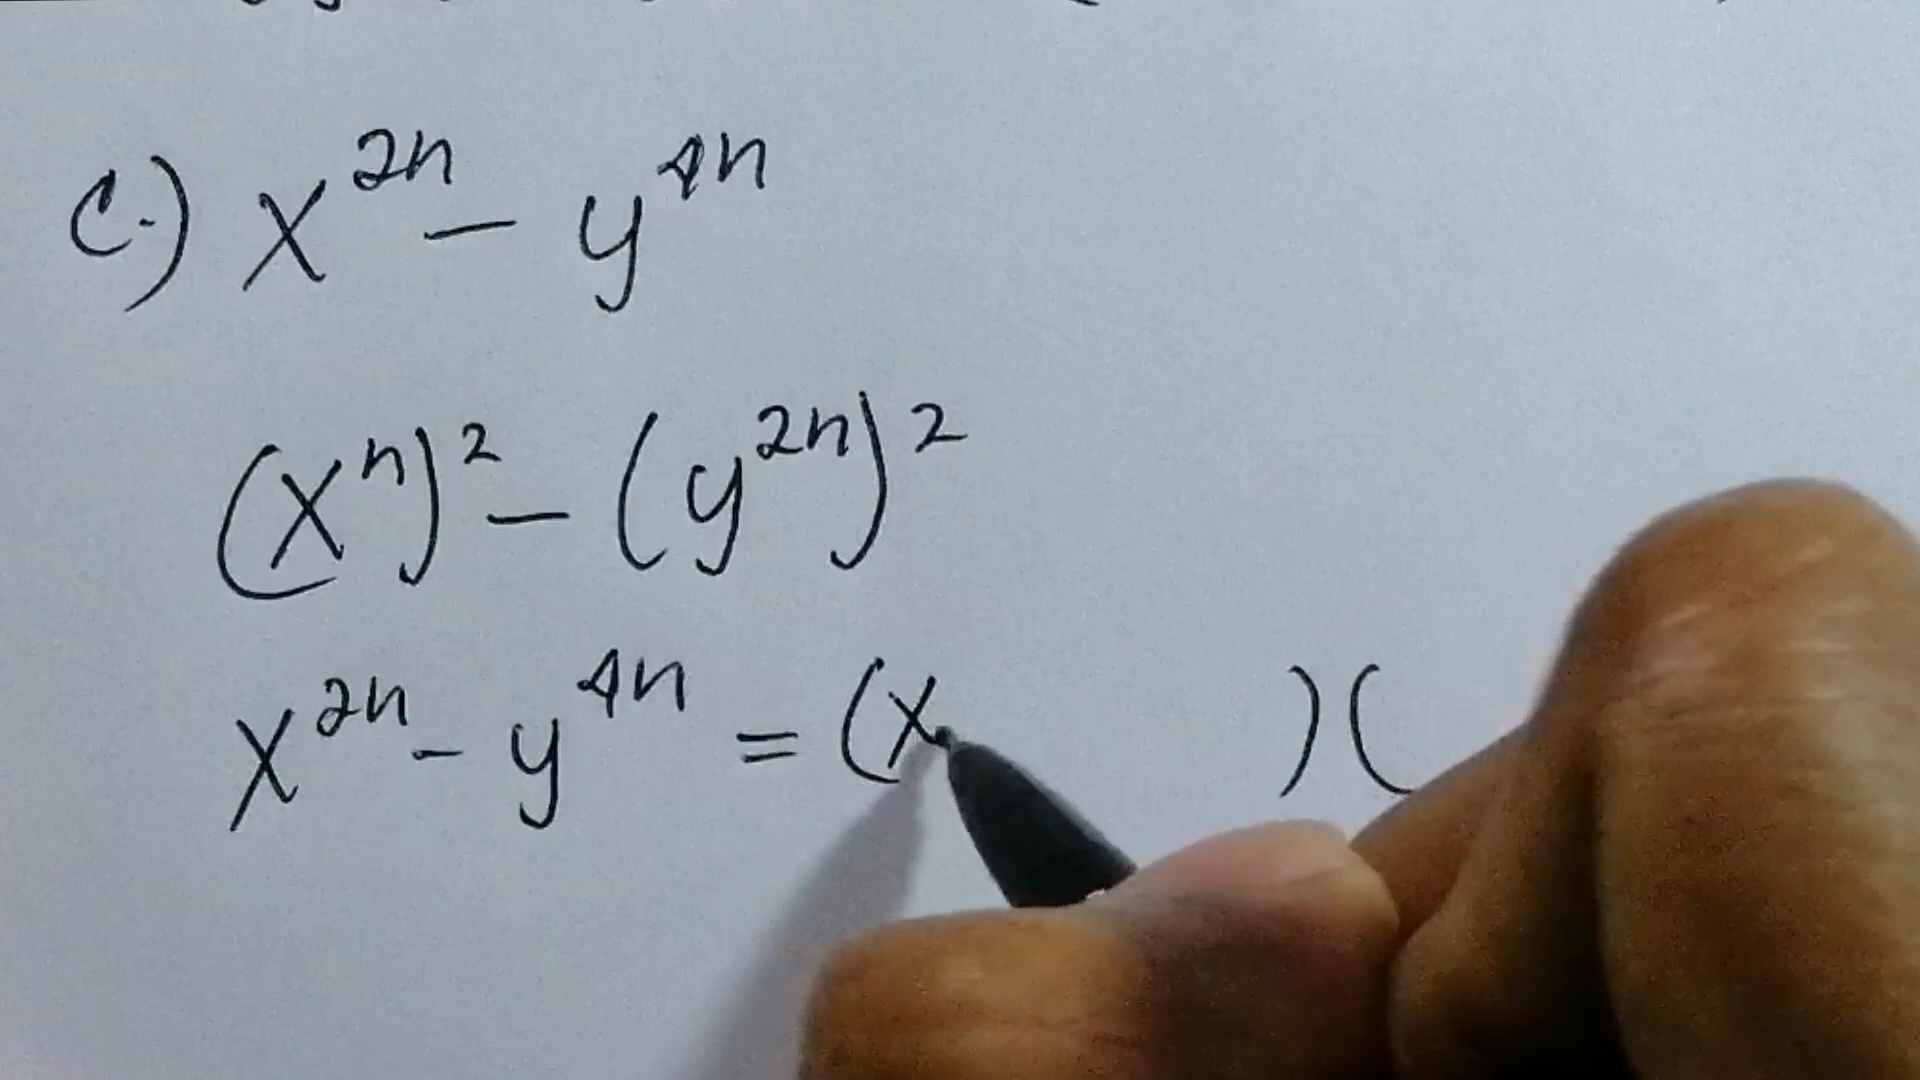 c.) x^{2n} - y^{4n}
(x^n)^2 - (y^{2n})^2
x^{2n} - y^{4n} = (x )(